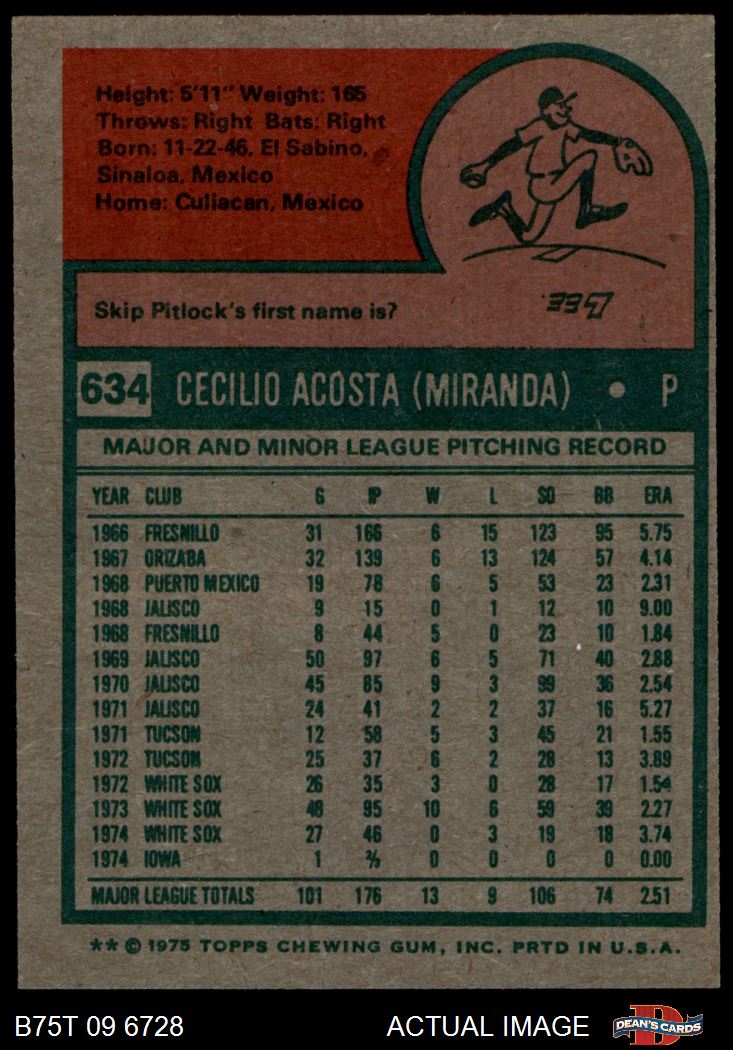 Height: 5'11" Weight: 165
Throws: Right Bats: Right
Born: 11-22-46, El Sabino,
Sinaloa, Mexico
Home: Culiacan, Mexico
Skip Pitlock's first name is? Lee.
634 CECILIO ACOSTA (MIRANDA) • P
MAJOR AND MINOR LEAGUE PITCHING RECORD
YEAR CLUB G IP W L SO BB ERA
1966 FRESNILLO 31 166 6 15 123 95 5.75
1967 ORIZABA 32 139 6 13 124 57 4.14
1968 PUERTO MEXICO 19 78 6 5 53 23 2.31
1968 JALISCO 9 15 0 1 12 10 9.00
1968 FRESNILLO 8 44 5 0 23 10 1.84
1969 JALISCO 50 97 6 5 71 40 2.88
1970 JALISCO 45 85 9 3 99 36 2.54
1971 JALISCO 24 41 2 2 37 16 5.27
1971 TUCSON 12 58 5 3 45 21 1.55
1972 TUCSON 25 37 6 2 28 13 3.89
1972 WHITE SOX 26 35 3 0 28 17 1.54
1973 WHITE SOX 48 95 10 6 59 39 2.27
1974 WHITE SOX 27 46 0 3 19 18 3.74
1974 IOWA 1 ⅔ 0 0 0 0 0.00
MAJOR LEAGUE TOTALS 101 176 13 9 106 74 2.51
** © 1975 TOPPS CHEWING GUM, INC. PRTD IN U.S.A.
B75T 09 6728 ACTUAL IMAGE DEAN'S CARDS